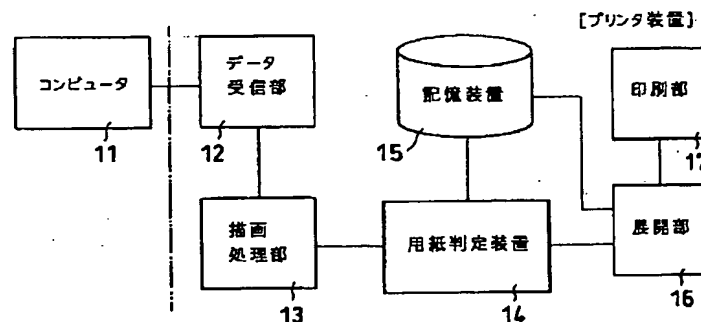 [プリンタ装置]
コンピュータ
11
データ
受信部
12
記憶装置
15
印刷部
17
描画
処理部
13
用紙判定装置
14
展開部
16